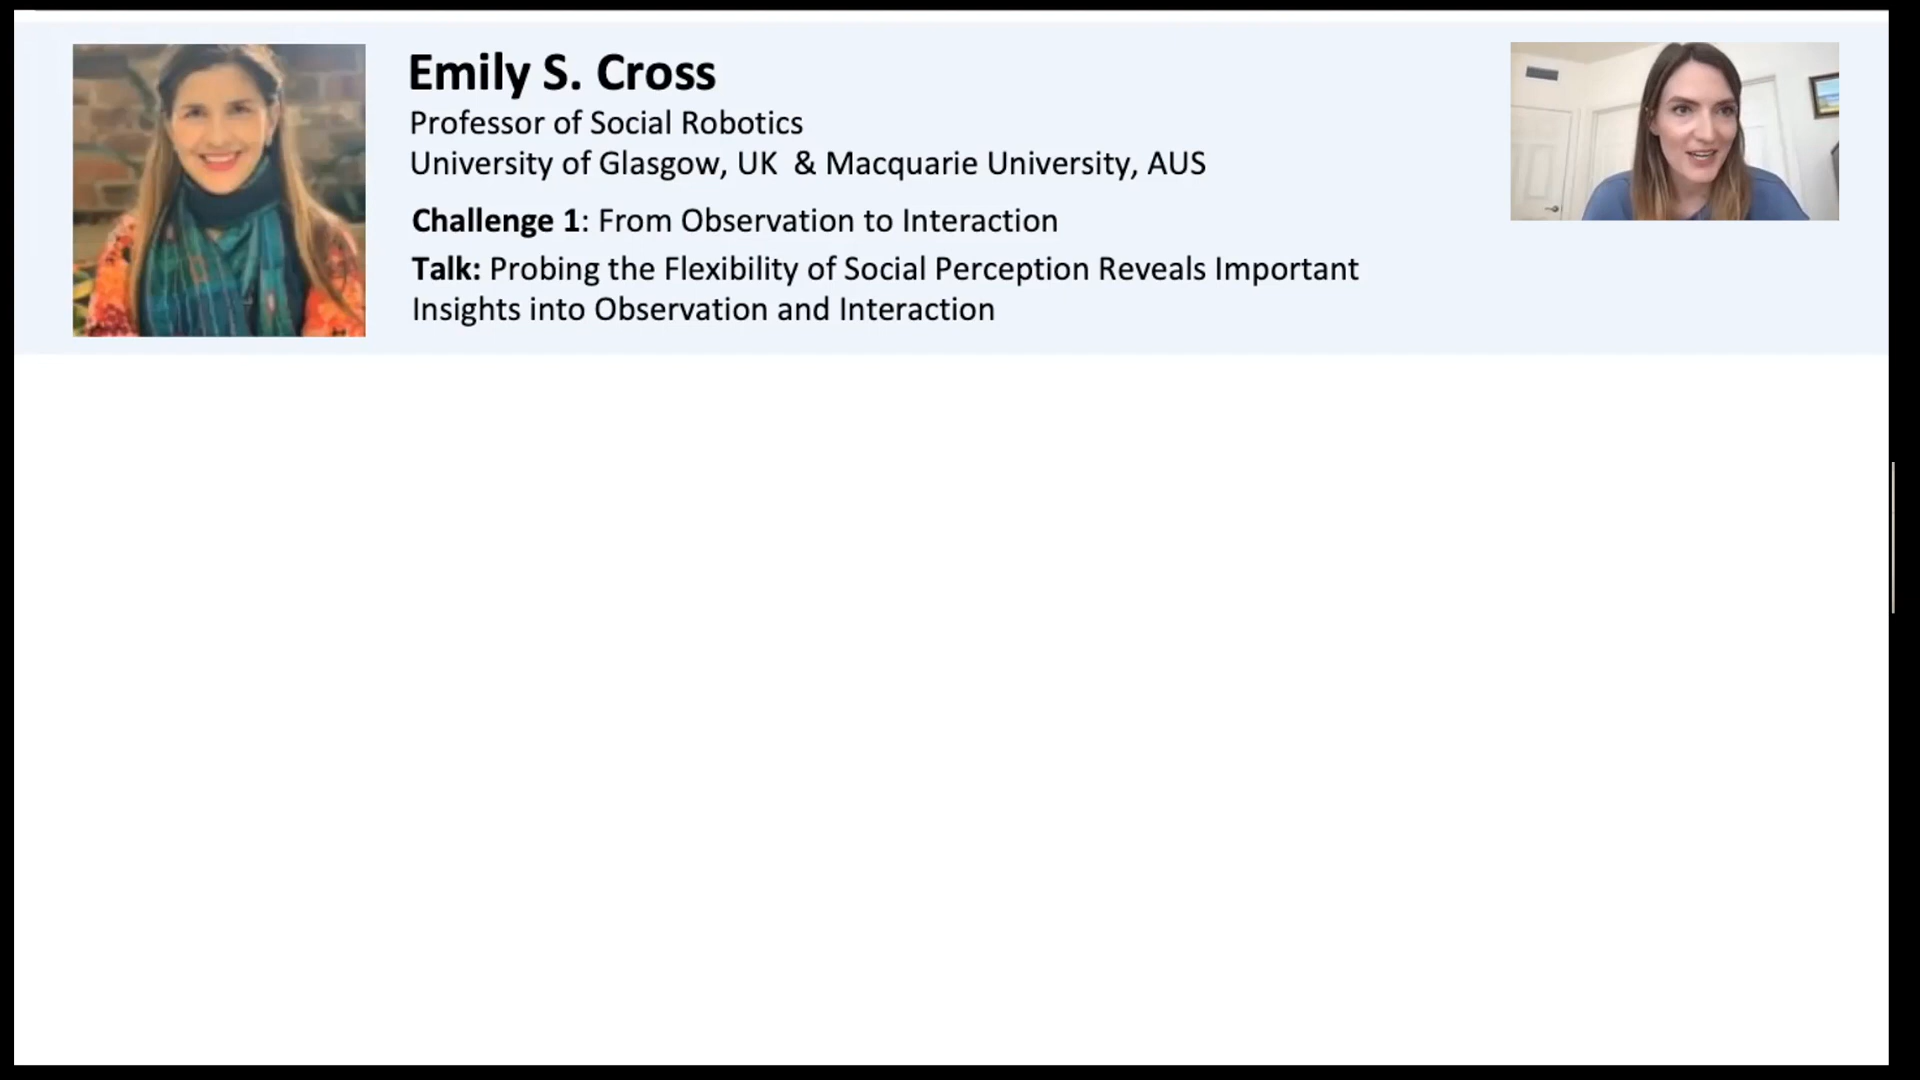 Emily S. Cross
Professor of Social Robotics
University of Glasgow, UK & Macquarie University, AUS
Challenge 1: From Observation to Interaction
Talk: Probing the Flexibility of Social Perception Reveals Important
Insights into Observation and Interaction